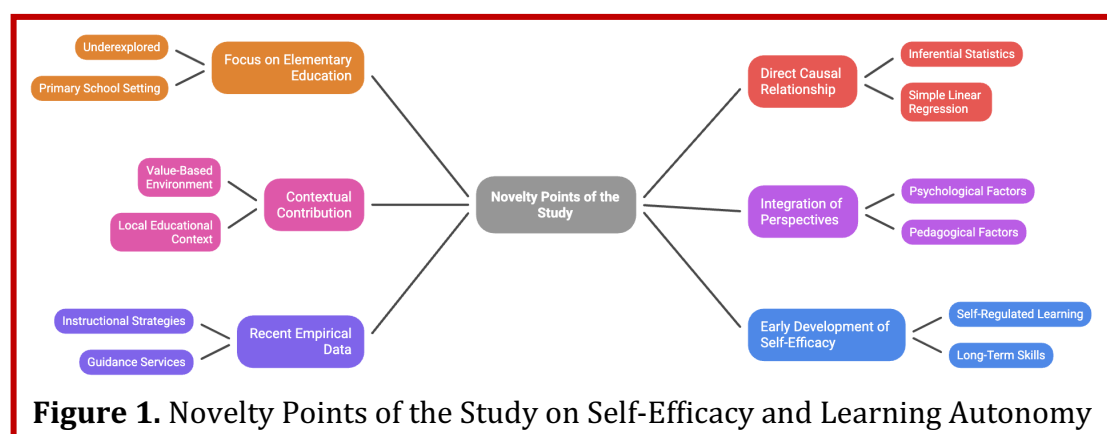 Underexplored
Primary School Setting
Focus on Elementary
Education
Value-Based
Environment
Local Educational
Context
Contextual
Contribution
Instructional Strategies
Guidance Services
Recent Empirical
Data
Novelty Points of the
Study
Direct Causal
Relationship
Inferential Statistics
Simple Linear
Regression
Integration of
Perspectives
Psychological Factors
Pedagogical Factors
Early Development of
Self-Efficacy
Self-Regulated Learning
Long-Term Skills
Figure 1. Novelty Points of the Study on Self-Efficacy and Learning Autonomy